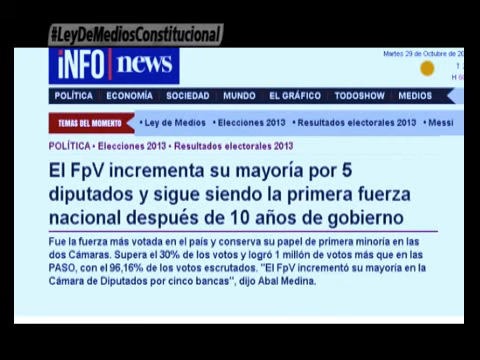 #LeyDeMediosConstitucional
iNFO news
Martes 29 de Octubre de 20
POLÍTICA ECONOMÍA SOCIEDAD MUNDO EL GRÁFICO TODOSHOW MEDIOS
TEMAS DEL MOMENTO • Ley de Medios • Elecciones 2013 • Resultados electorales 2013 • Messi
POLÍTICA • Elecciones 2013 • Resultados electorales 2013
El FpV incrementa su mayoría por 5
diputados y sigue siendo la primera fuerza
nacional después de 10 años de gobierno
Fue la fuerza más votada en el país y conserva su papel de primera minoría en las
dos Cámaras. Supera el 30% de los votos y logró 1 millón de votos más que en las
PASO, con el 96,16% de los votos escrutados. "El FpV incrementó su mayoría en la
Cámara de Diputados por cinco bancas", dijo Abal Medina.